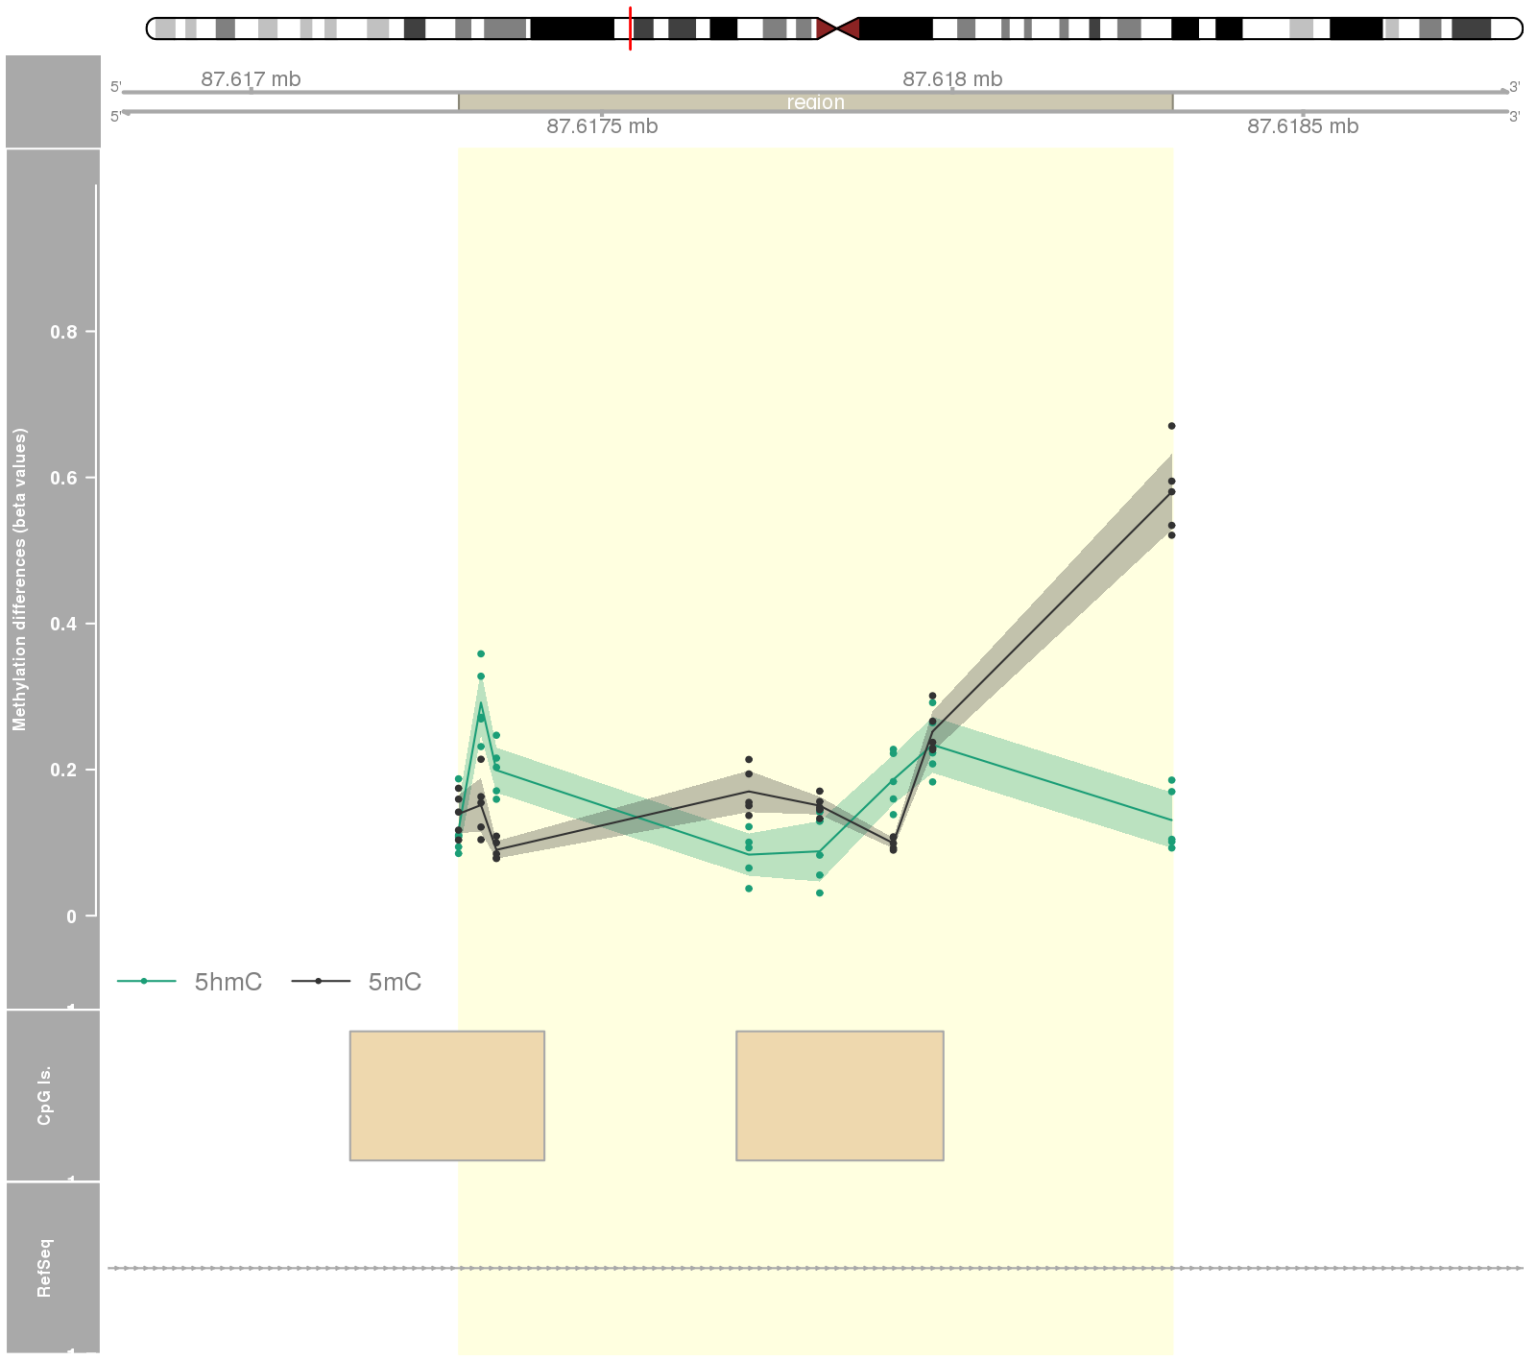 87.617 mb
87.618 mb
5'
3'
region
5'
3'
87.6175 mb
87.6185 mb
Methylation differences (beta values)
0.8
0.6
0.4
0.2
0
5hmC
5mC
CpG Is.
RefSeq